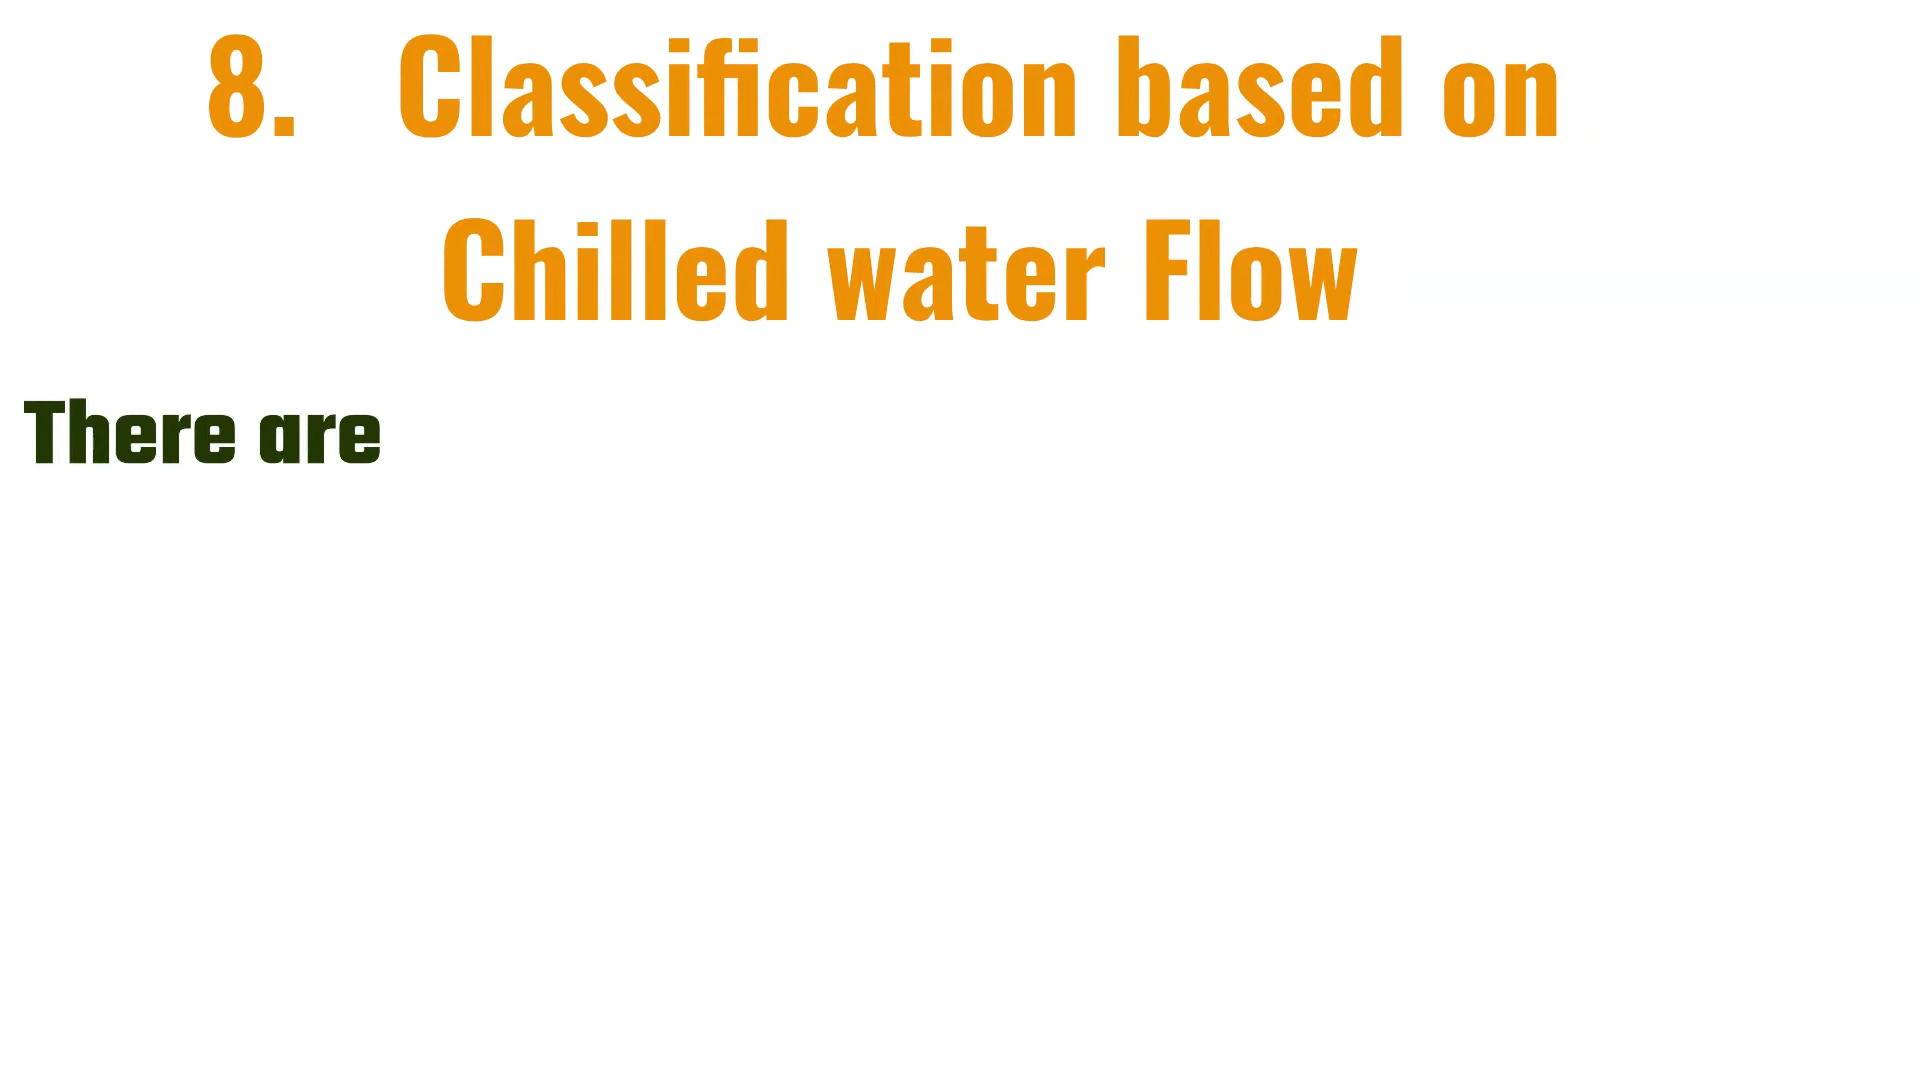 8. Classification based on
Chilled water Flow
There are